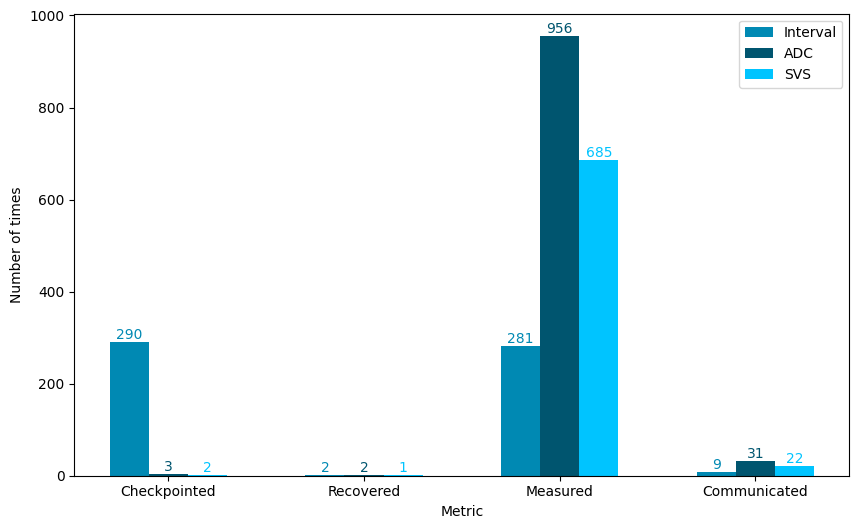 1000
800
600
400
200
0
Number of times
Interval
ADC
SVS
290
3
2
2
2
1
281
956
685
9
31
22
Checkpointed
Recovered
Measured
Communicated
Metric